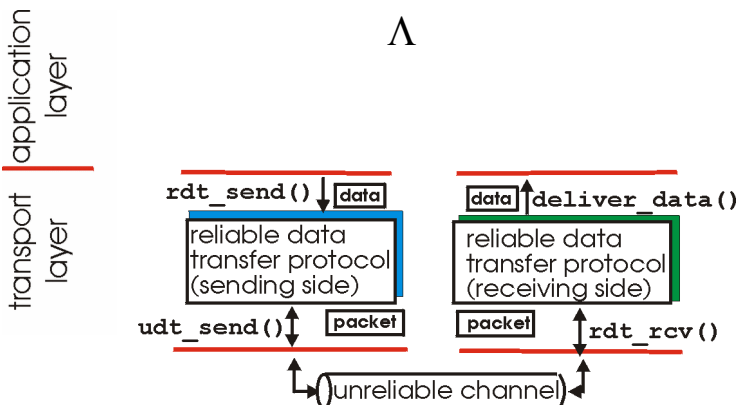 Λ
application
layer
transport
layer
rdt_send()
data
data
deliver_data()
reliable data
transfer protocol
(sending side)
reliable data
transfer protocol
(receiving side)
udt_send()
packet
packet
rdt_rcv()
unreliable channel